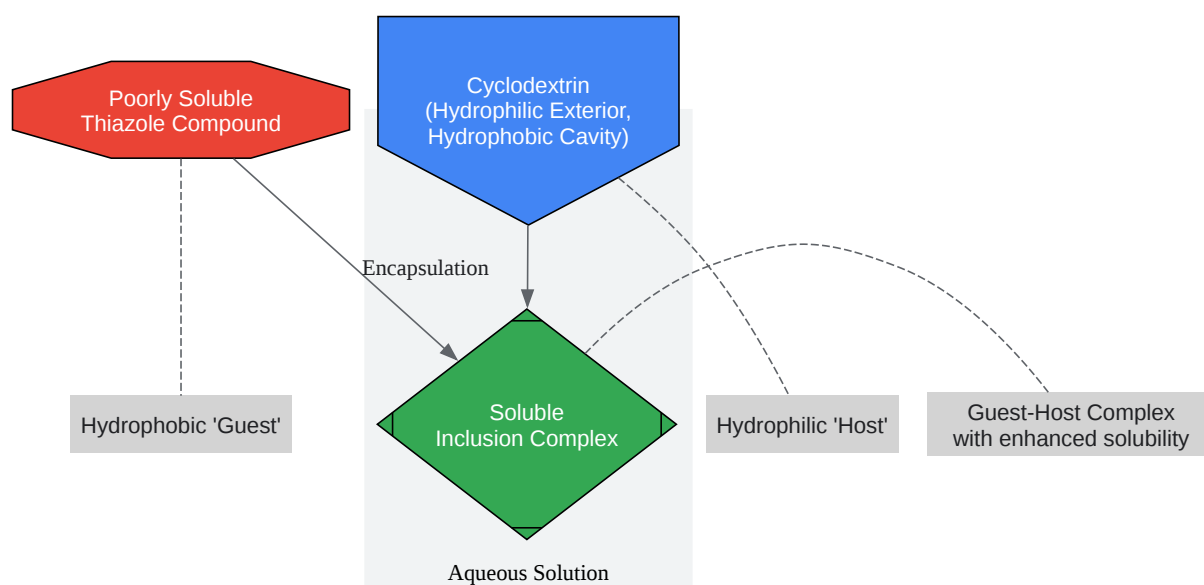 Poorly Soluble
Thiazole Compound
Cyclodextrin
(Hydrophilic Exterior,
Hydrophobic Cavity)
Encapsulation
Hydrophobic 'Guest'
Soluble
Inclusion Complex
Hydrophilic 'Host'
Guest-Host Complex
with enhanced solubility
Aqueous Solution